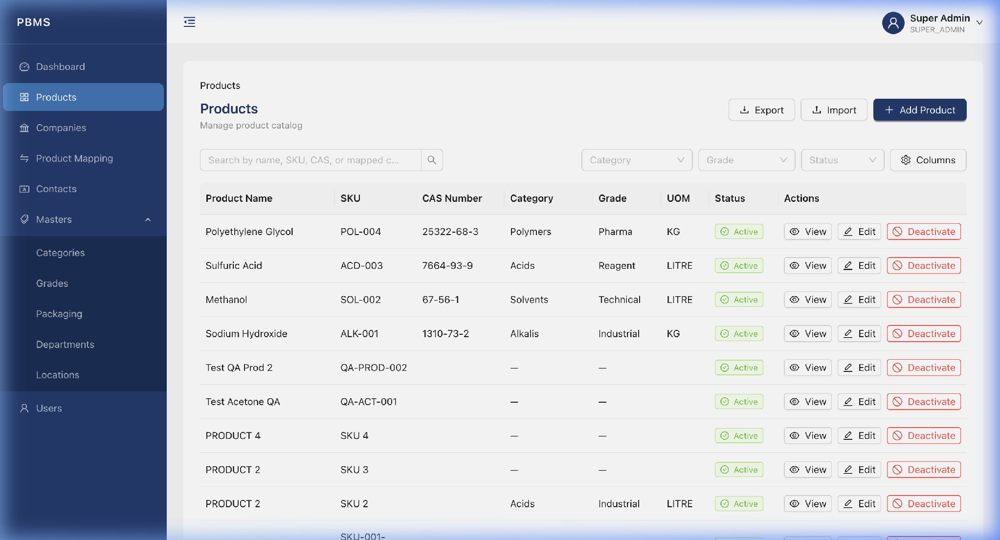 PBMS
Super Admin
SUPER_ADMIN
Dashboard
Products
Companies
Product Mapping
Contacts
Masters
Categories
Grades
Packaging
Departments
Locations
Users
Products
Products
Manage product catalog
Export
Import
Add Product
Search by name, SKU, CAS, or mapped c...
Category
Grade
Status
Columns
Product Name SKU CAS Number Category Grade UOM Status Actions
Polyethylene Glycol POL-004 25322-68-3 Polymers Pharma KG Active View Edit Deactivate
Sulfuric Acid ACD-003 7664-93-9 Acids Reagent LITRE Active View Edit Deactivate
Methanol SOL-002 67-56-1 Solvents Technical LITRE Active View Edit Deactivate
Sodium Hydroxide ALK-001 1310-73-2 Alkalis Industrial KG Active View Edit Deactivate
Test QA Prod 2 QA-PROD-002 — — Active View Edit Deactivate
Test Acetone QA QA-ACT-001 — — Active View Edit Deactivate
PRODUCT 4 SKU 4 — — Active View Edit Deactivate
PRODUCT 2 SKU 3 — — Active View Edit Deactivate
PRODUCT 2 SKU 2 Acids Industrial LITRE Active View Edit Deactivate
SKU-001-